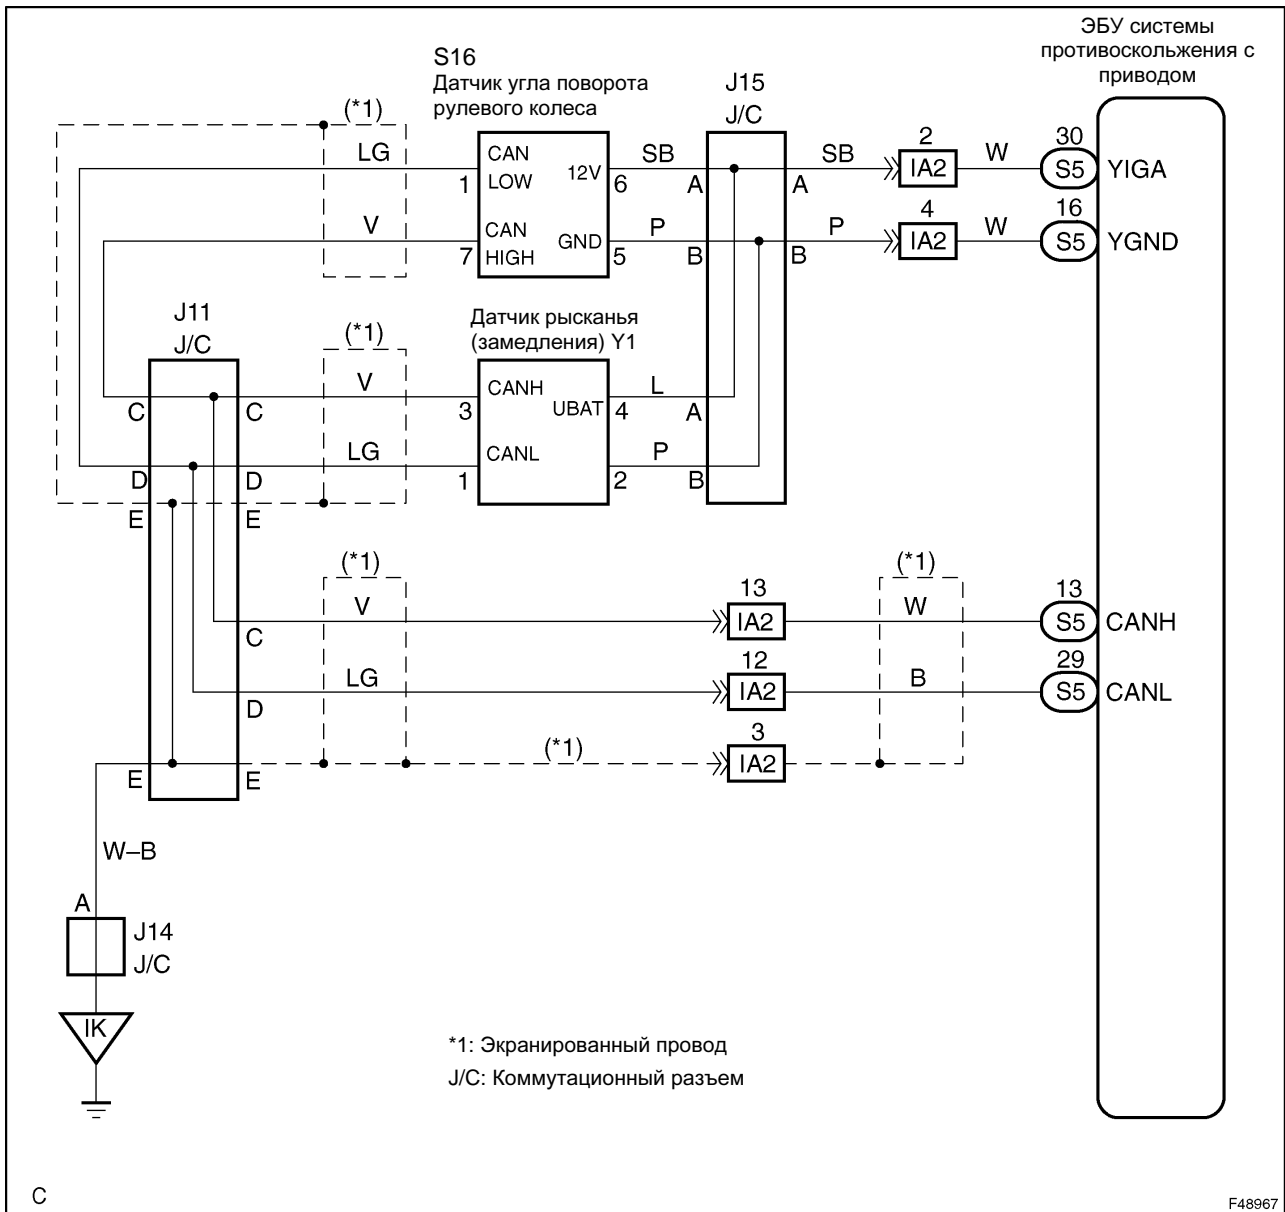 ЭБУ системы
противоскольжения с
приводом
S16
Датчик угла поворота
рулевого колеса
J15
J/C
(*1)
LG
CAN
LOW
1
12V
6
SB
A
A
SB
2
IA2
W
30
S5
YIGA
V
CAN
HIGH
7
GND
5
P
B
B
P
4
IA2
W
16
S5
YGND
J11
J/C
(*1)
Датчик рысканья
(замедления) Y1
C
C
V
3
CANH
UBAT
4
L
A
D
D
LG
1
CANL
2
P
B
E
E
(*1)
(*1)
C
V
13
IA2
W
13
S5
CANH
D
LG
12
IA2
B
29
S5
CANL
E
E
(*1)
3
IA2
W–B
A
J14
J/C
IK
*1: Экранированный провод
J/C: Коммутационный разъем
C
F48967